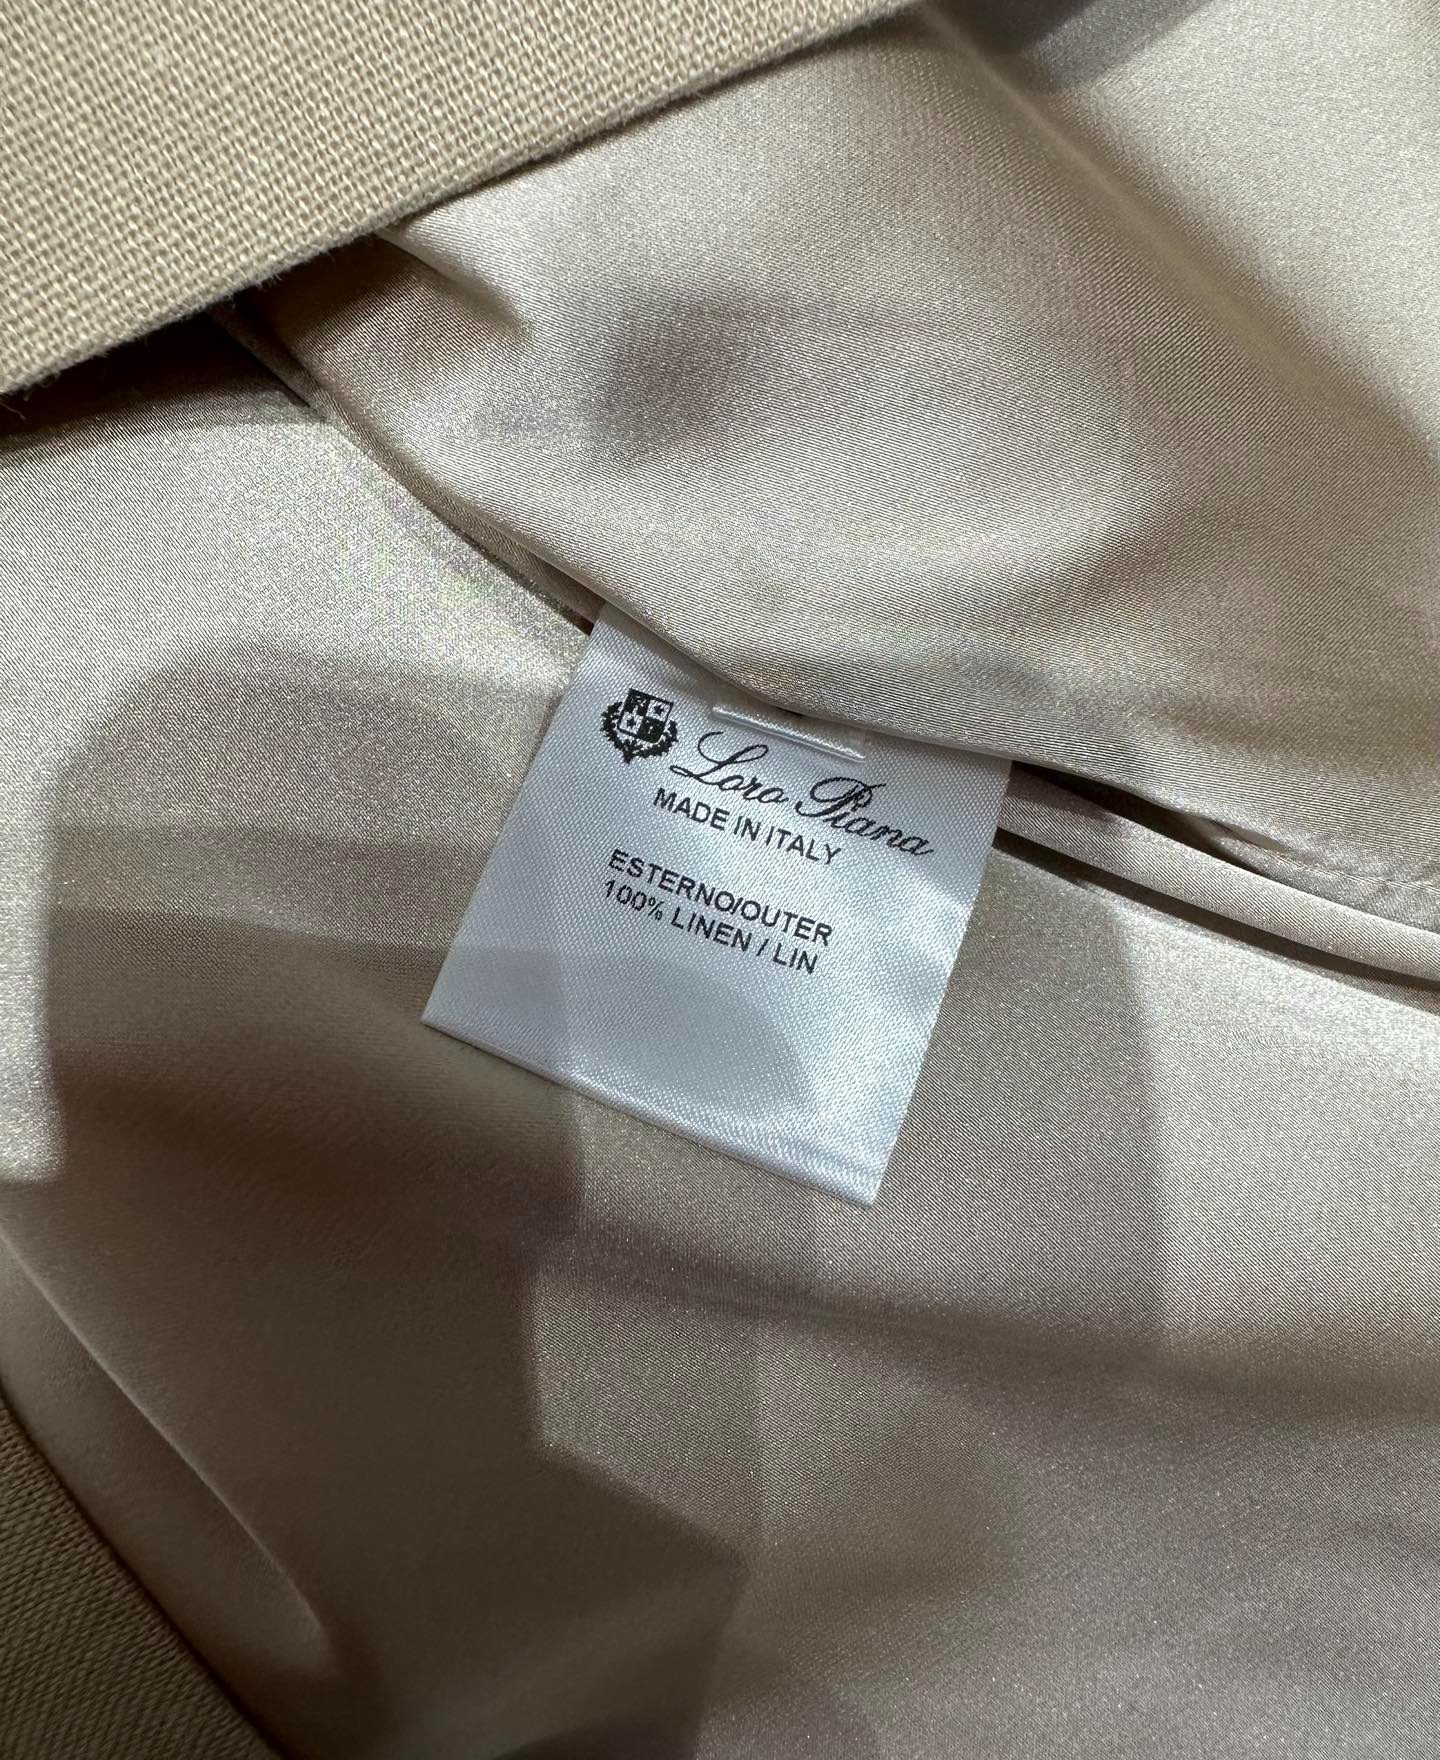 Loro Piana
MADE IN ITALY
ESTERNO/OUTER
100% LINEN / LIN